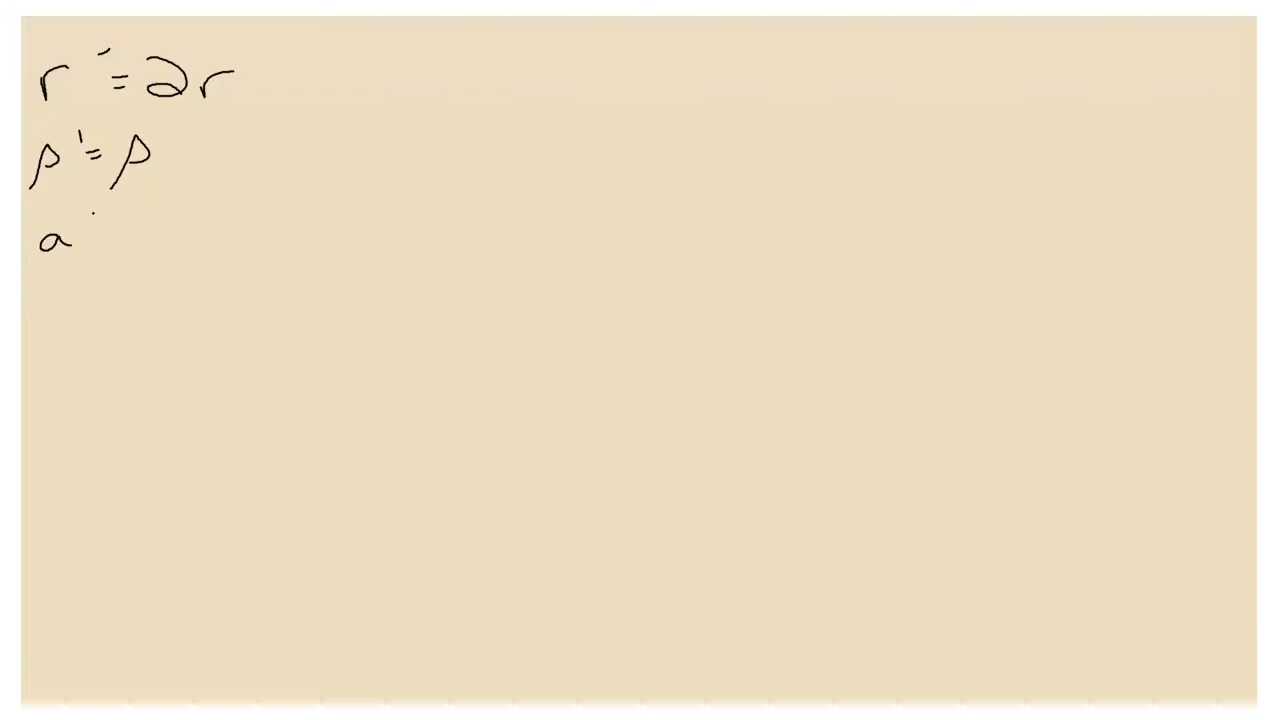 r' = 2r
ρ' = ρ
a'